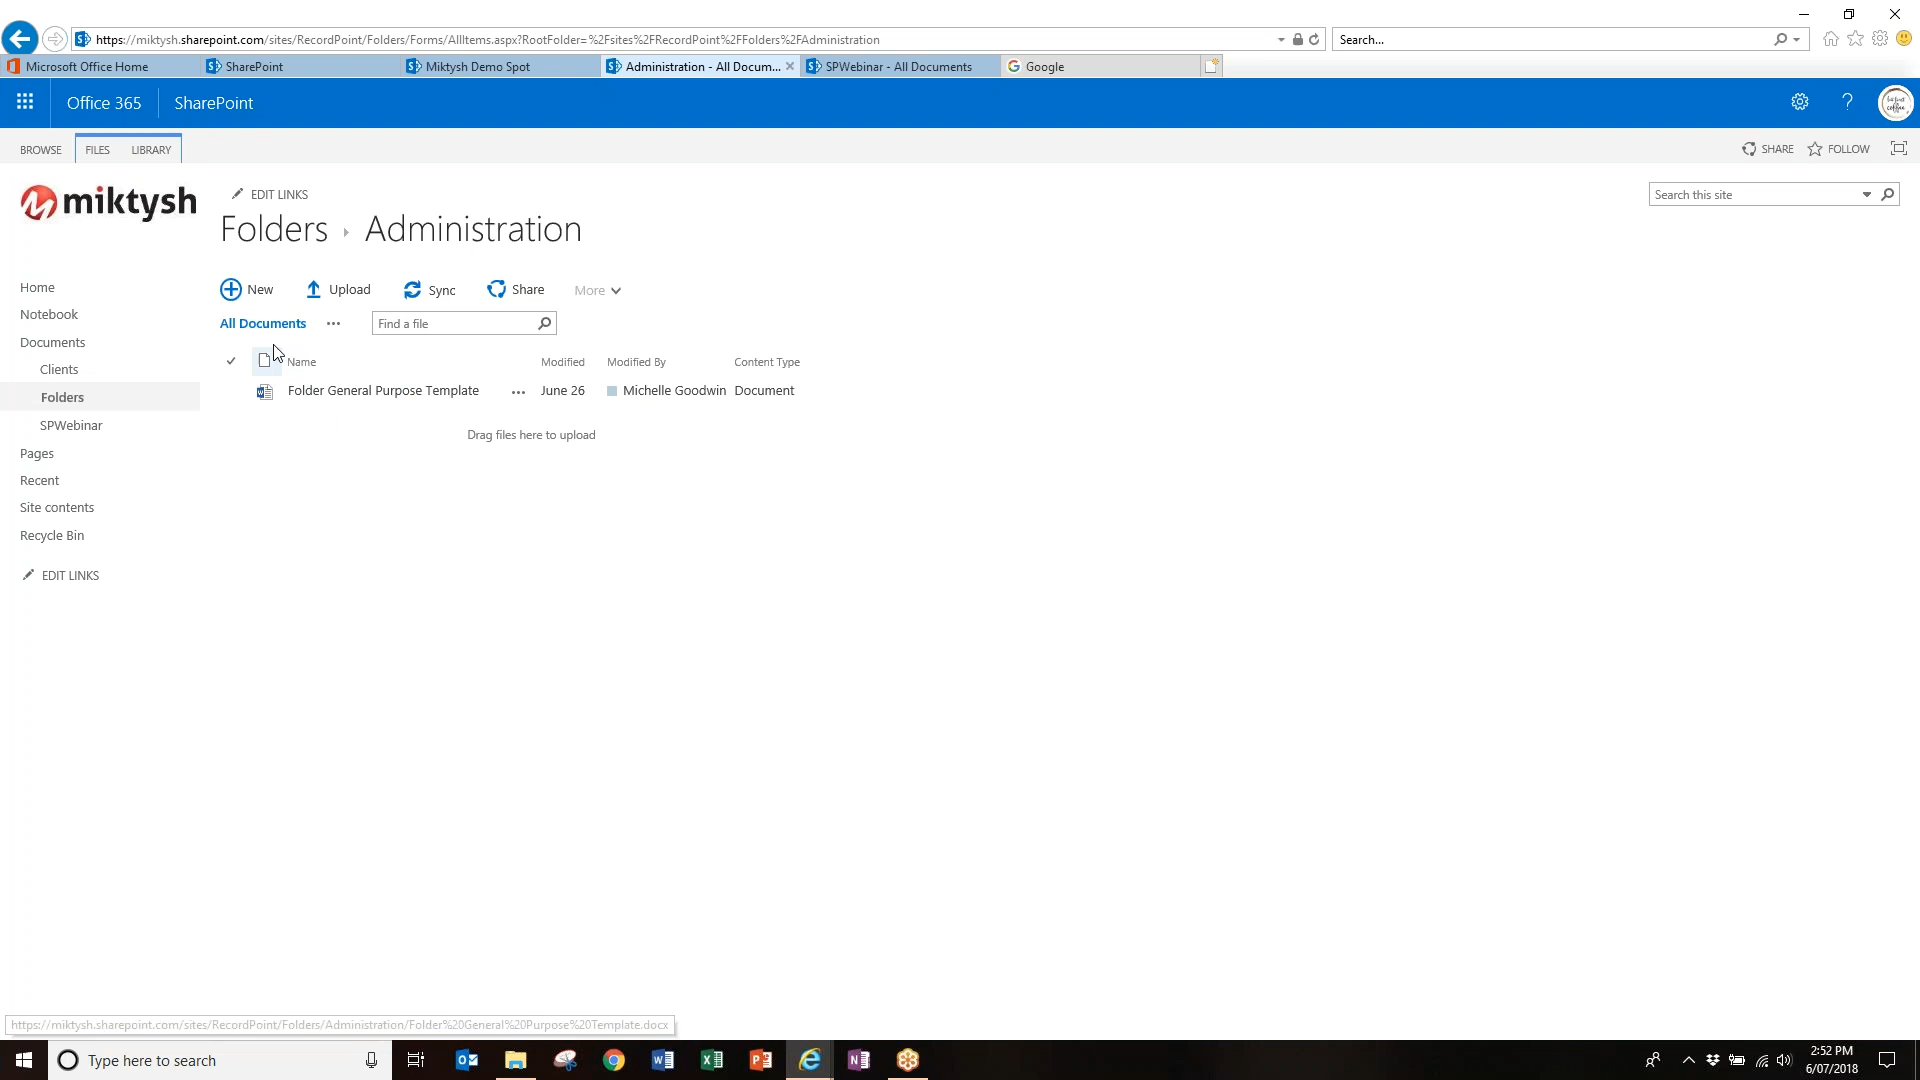 https://miktysh.sharepoint.com/sites/RecordPoint/Folders/Forms/AllItems.aspx?RootFolder=%2Fsites%2FRecordPoint%2FFolders%2FAdministration
Search...
Microsoft Office Home
SharePoint
Miktysh Demo Spot
Administration - All Docum...
SPWebinar - All Documents
Google
Office 365
SharePoint
?
BROWSE
FILES
LIBRARY
SHARE
FOLLOW
miktysh
EDIT LINKS
Search this site
Folders
Administration
Home
Notebook
Documents
Clients
Folders
SPWebinar
Pages
Recent
Site contents
Recycle Bin
EDIT LINKS
New
Upload
Sync
Share
More
All Documents
Find a file
Name
Modified
Modified By
Content Type
Folder General Purpose Template
June 26
Michelle Goodwin
Document
Drag files here to upload
https://miktysh.sharepoint.com/sites/RecordPoint/Folders/Administration/Folder%20General%20Purpose%20Template.docx
Type here to search
2:52 PM
6/07/2018